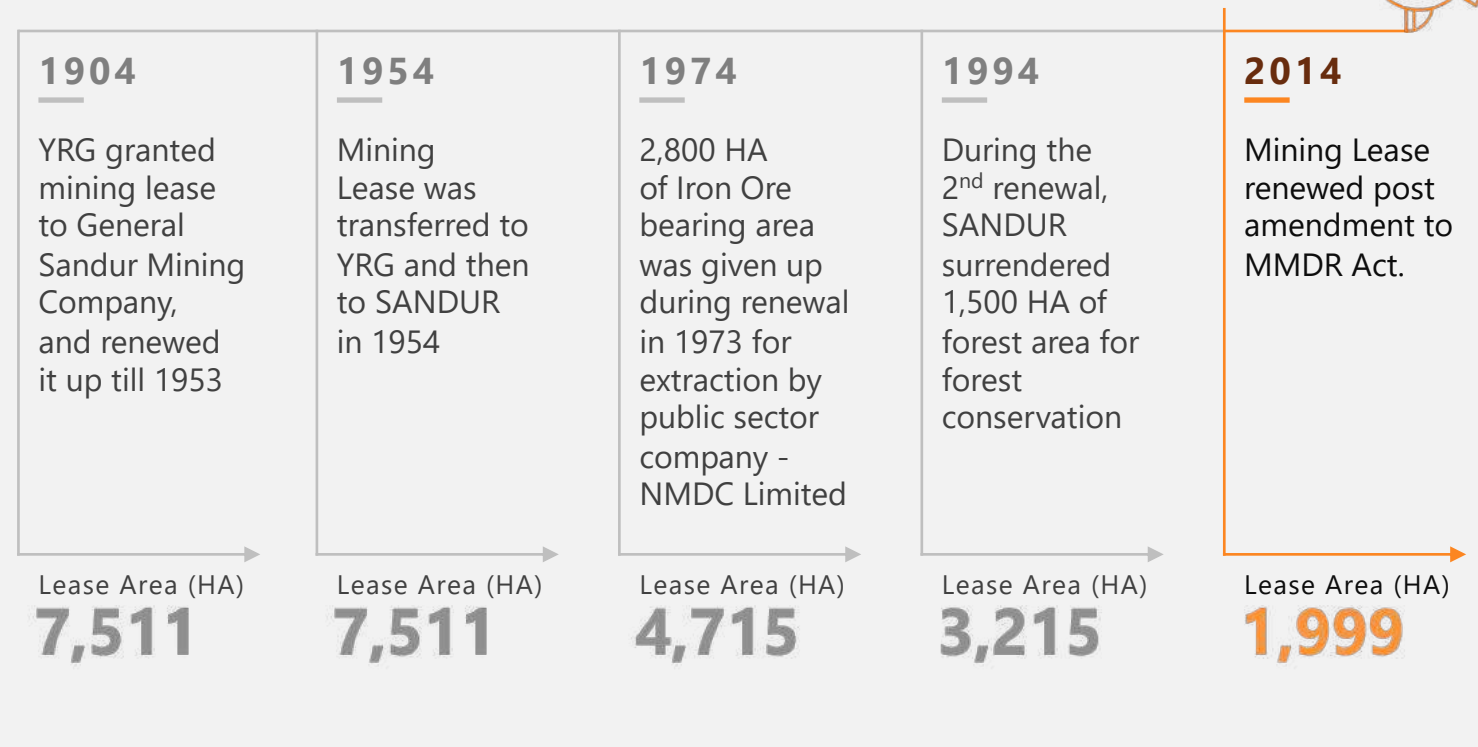 1904
YRG granted
mining lease
to General
Sandur Mining
Company,
and renewed
it up till 1953
Lease Area (HA)
7,511
1954
Mining
Lease was
transferred to
YRG and then
to SANDUR
in 1954
Lease Area (HA)
7,511
1974
2,800 HA
of Iron Ore
bearing area
was given up
during renewal
in 1973 for
extraction by
public sector
company -
NMDC Limited
Lease Area (HA)
4,715
1994
During the
2nd renewal,
SANDUR
surrendered
1,500 HA of
forest area for
forest
conservation
Lease Area (HA)
3,215
2014
Mining Lease
renewed post
amendment to
MMDR Act.
Lease Area (HA)
1,999